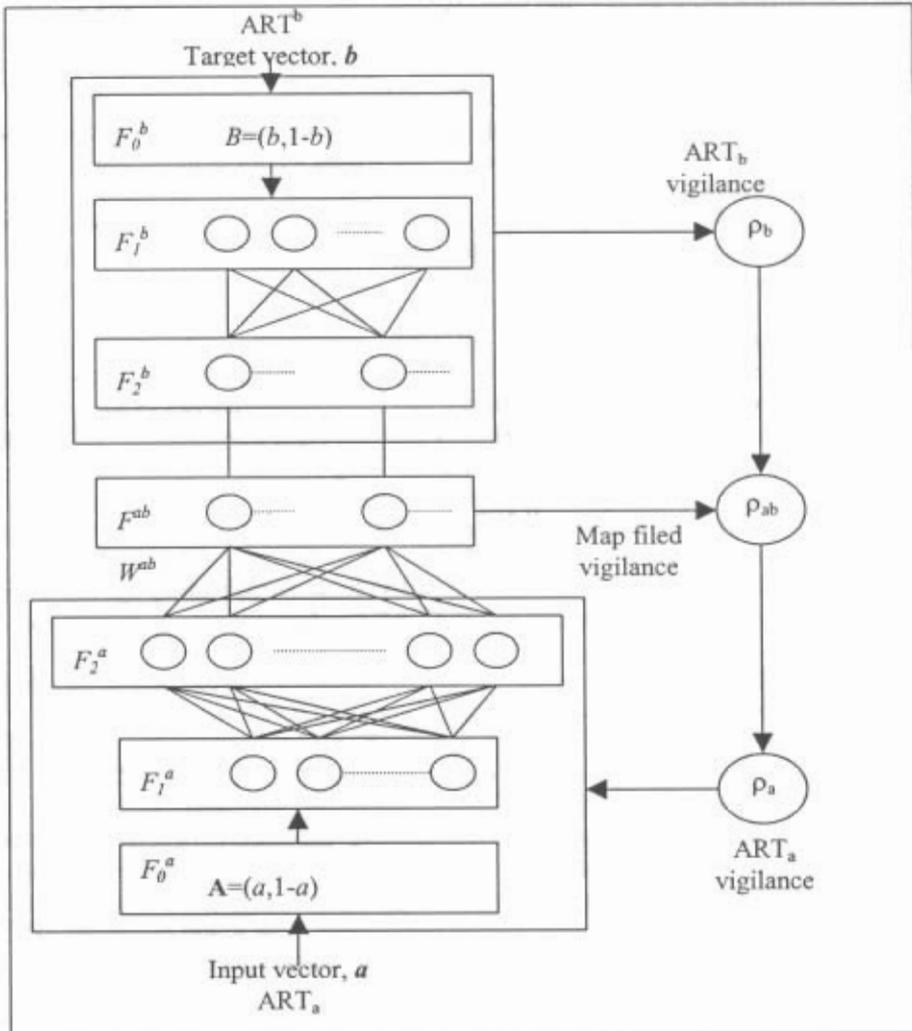 ART^b
Target vector, b
F_0^b B=(b,1-b)
ART_b
vigilance
F_1^b
ρ_b
F_2^b
F^ab
ρ_ab
Map filed
vigilance
W^ab
F_2^a
F_1^a
ρ_a
F_0^a
A=(a,1-a)
ART_a
vigilance
Input vector, a
ART_a